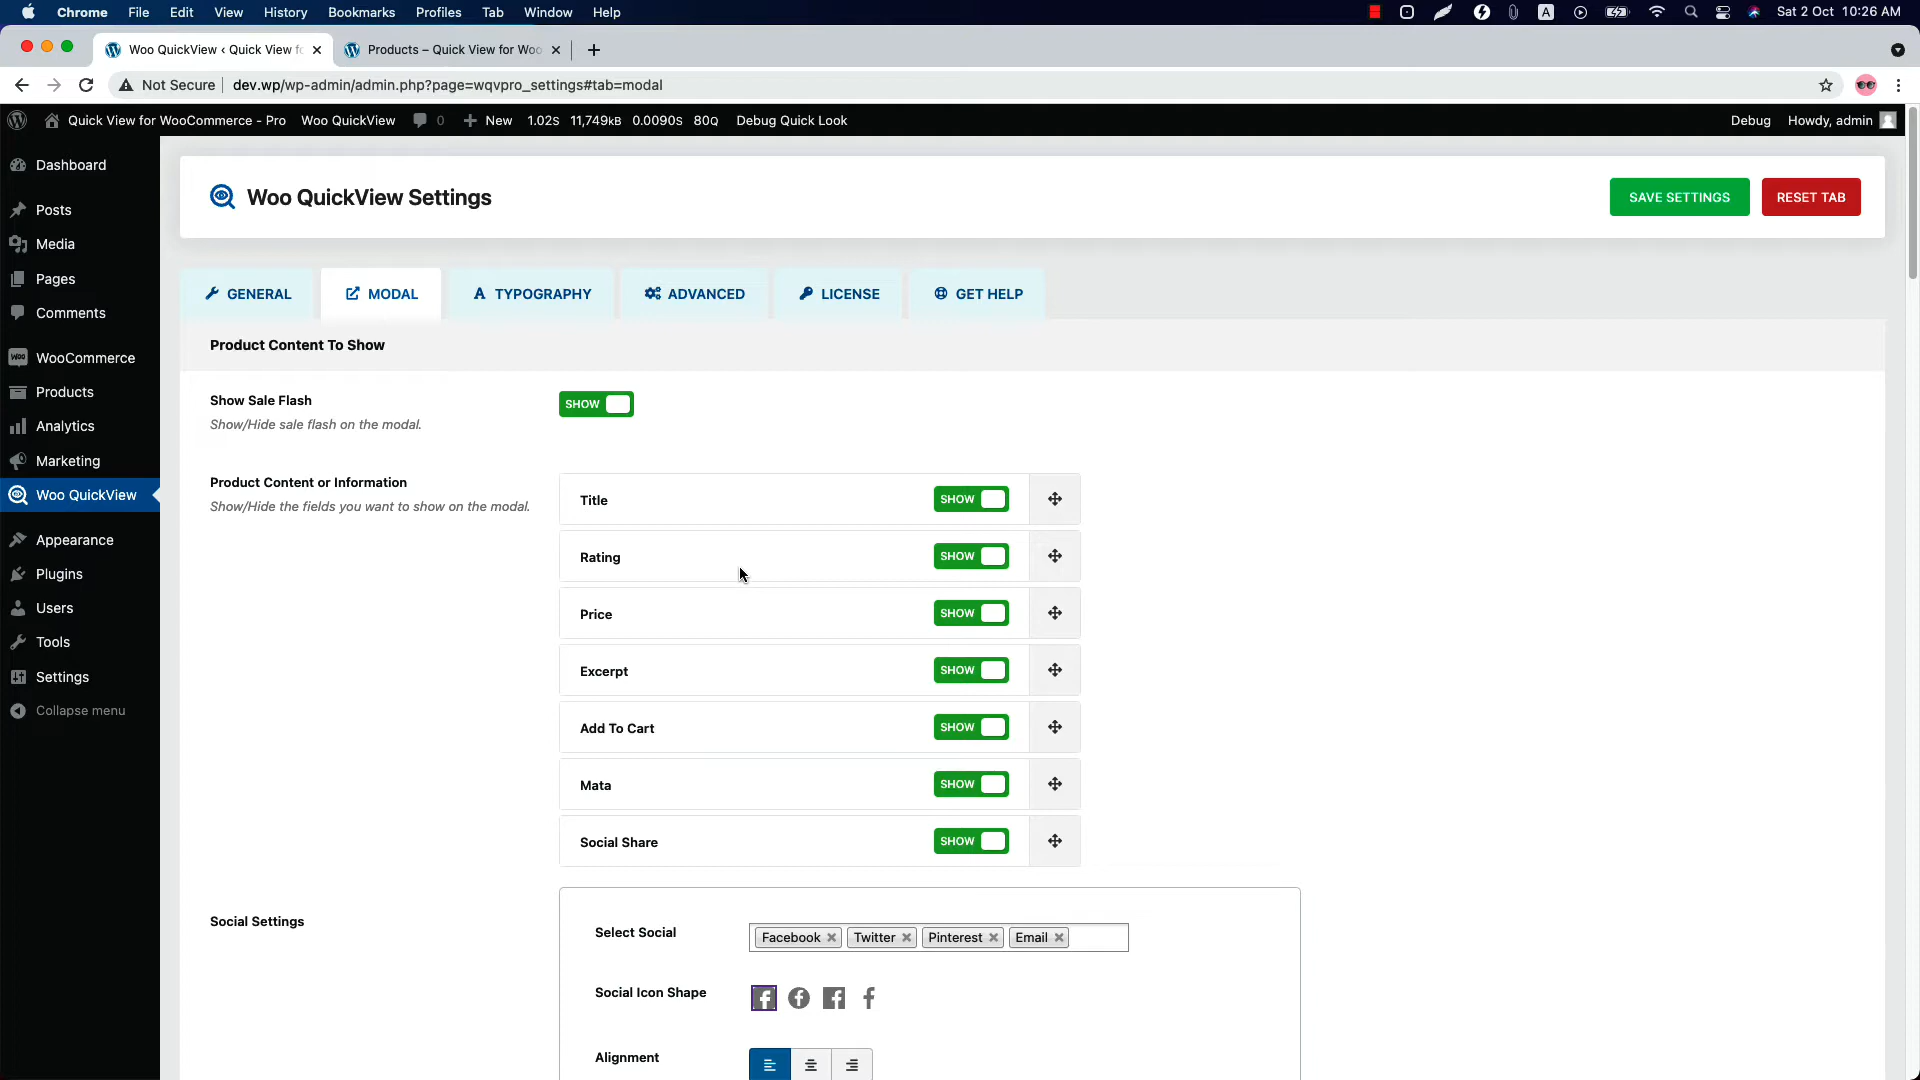 Chrome File Edit View History Bookmarks Profiles Tab Window Help A Sat 2 Oct 10:26 AM
Woo QuickView ‹ Quick View fo Products – Quick View for Woo
Not Secure dev.wp/wp-admin/admin.php?page=wqvpro_settings#tab=modal
Quick View for WooCommerce - Pro Woo QuickView 0 New 1.02s 11,749kB 0.0090s 80Q Debug Quick Look Debug Howdy, admin
Dashboard
Posts
Media
Pages
Comments
WooCommerce
Products
Analytics
Marketing
Woo QuickView
Appearance
Plugins
Users
Tools
Settings
Collapse menu
Woo QuickView Settings
SAVE SETTINGS RESET TAB
GENERAL MODAL TYPOGRAPHY ADVANCED LICENSE GET HELP
Product Content To Show
Show Sale Flash
Show/Hide sale flash on the modal.
SHOW
Product Content or Information
Show/Hide the fields you want to show on the modal.
Title SHOW
Rating SHOW
Price SHOW
Excerpt SHOW
Add To Cart SHOW
Mata SHOW
Social Share SHOW
Social Settings
Select Social Facebook Twitter Pinterest Email
Social Icon Shape
Alignment